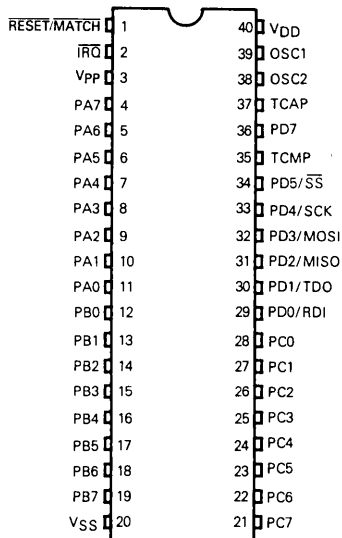 R̅E̅S̅E̅T̅/M̅A̅T̅C̅H̅ 1 40 VDD
I̅R̅Q̅ 2 39 OSC1
VPP 3 38 OSC2
PA7 4 37 TCAP
PA6 5 36 PD7
PA5 6 35 TCMP
PA4 7 34 PD5/S̅S̅
PA3 8 33 PD4/SCK
PA2 9 32 PD3/MOSI
PA1 10 31 PD2/MISO
PA0 11 30 PD1/TDO
PB0 12 29 PD0/RDI
PB1 13 28 PC0
PB2 14 27 PC1
PB3 15 26 PC2
PB4 16 25 PC3
PB5 17 24 PC4
PB6 18 23 PC5
PB7 19 22 PC6
VSS 20 21 PC7